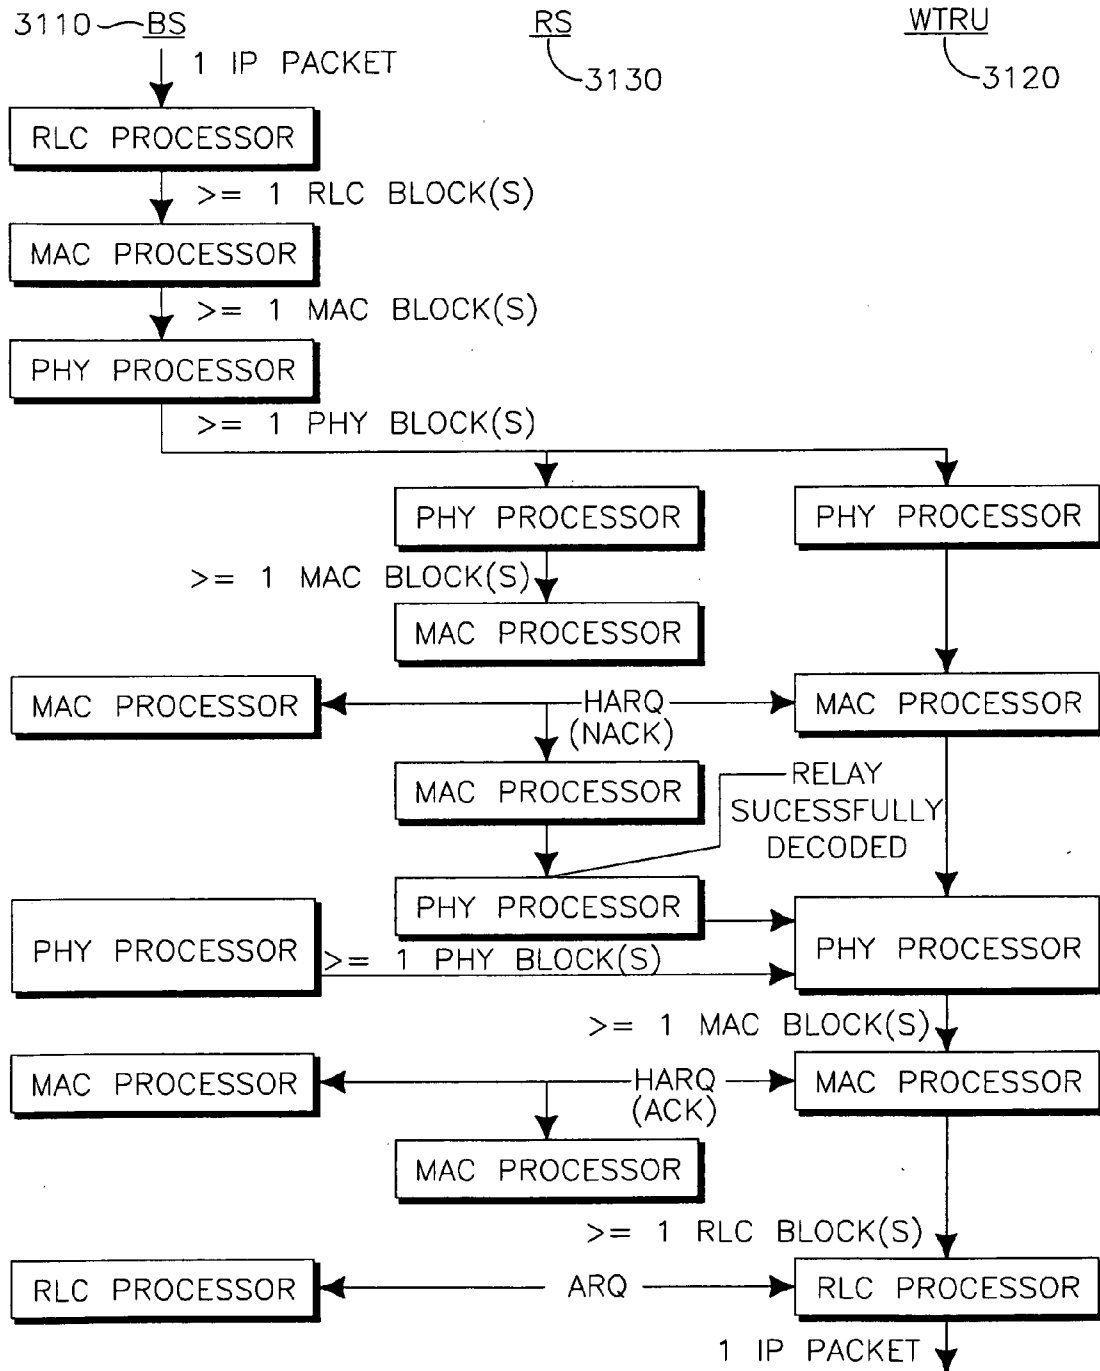 3110 BS RS WTRU
3130 3120
1 IP PACKET
RLC PROCESSOR
>= 1 RLC BLOCK(S)
MAC PROCESSOR
>= 1 MAC BLOCK(S)
PHY PROCESSOR
>= 1 PHY BLOCK(S)
PHY PROCESSOR PHY PROCESSOR
>= 1 MAC BLOCK(S)
MAC PROCESSOR
MAC PROCESSOR HARQ MAC PROCESSOR
(NACK)
MAC PROCESSOR
RELAY
SUCESSFULLY
DECODED
PHY PROCESSOR
PHY PROCESSOR PHY PROCESSOR
>= 1 PHY BLOCK(S)
>= 1 MAC BLOCK(S)
MAC PROCESSOR HARQ MAC PROCESSOR
(ACK)
MAC PROCESSOR
>= 1 RLC BLOCK(S)
RLC PROCESSOR ARQ RLC PROCESSOR
1 IP PACKET